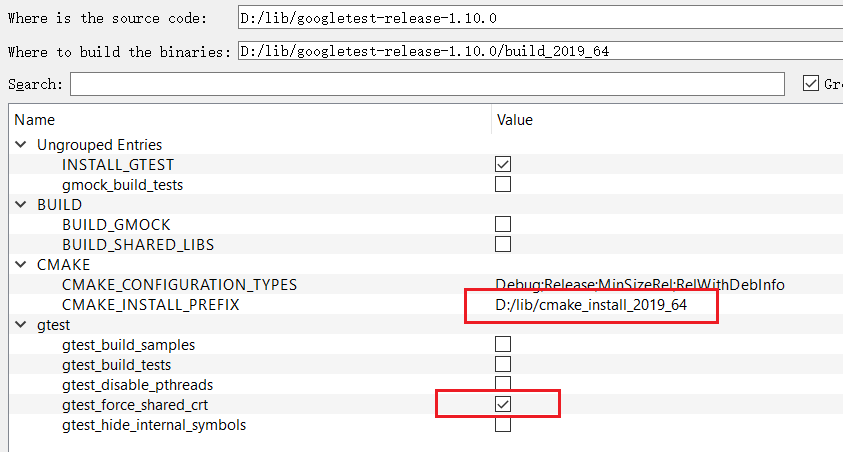 Where is the source code: D:/lib/googletest-release-1.10.0
Where to build the binaries: D:/lib/googletest-release-1.10.0/build_2019_64
Search: Gr
Name Value
Ungrouped Entries
INSTALL_GTEST
gmock_build_tests
BUILD
BUILD_GMOCK
BUILD_SHARED_LIBS
CMAKE
CMAKE_CONFIGURATION_TYPES Debug;Release;MinSizeRel;RelWithDebInfo
CMAKE_INSTALL_PREFIX D:/lib/cmake_install_2019_64
gtest
gtest_build_samples
gtest_build_tests
gtest_disable_pthreads
gtest_force_shared_crt
gtest_hide_internal_symbols